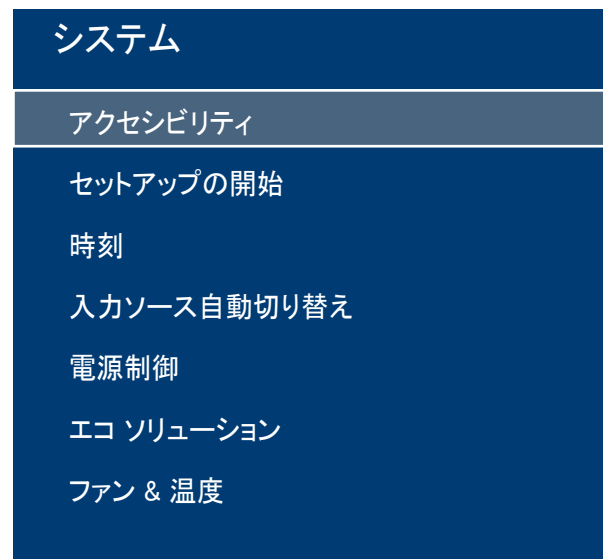 システム
アクセシビリティ
セットアップの開始
時刻
入力ソース自動切り替え
電源制御
エコ ソリューション
ファン & 温度